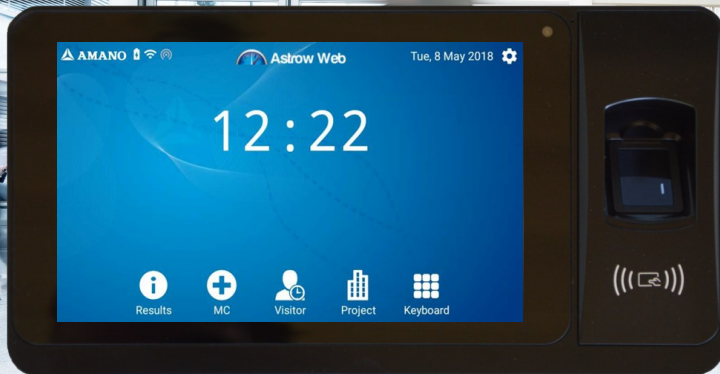 AMANO
Astrow Web
Tue, 8 May 2018
12:22
Results
MC
Visitor
Project
Keyboard